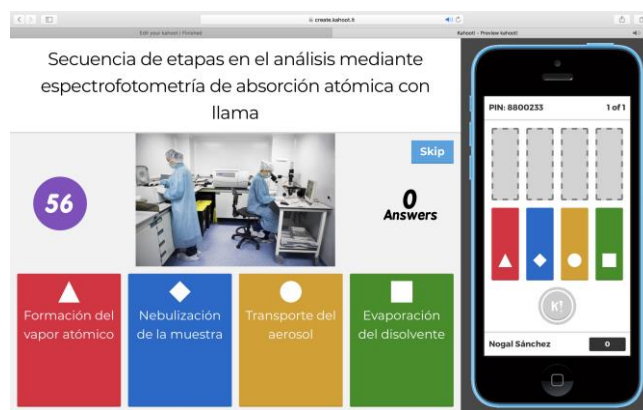 create.kahoot.it
Edit your kahoot | Finished
Kahoot! - Preview kahoot!
Secuencia de etapas en el análisis mediante
espectrofotometría de absorción atómica con
llama
PIN: 8800233
1 of 1
Skip
56
0
Answers
Formación del
vapor atómico
Nebulización
de la muestra
Transporte del
aerosol
Evaporación
del disolvente
K!
Nogal Sánchez
0